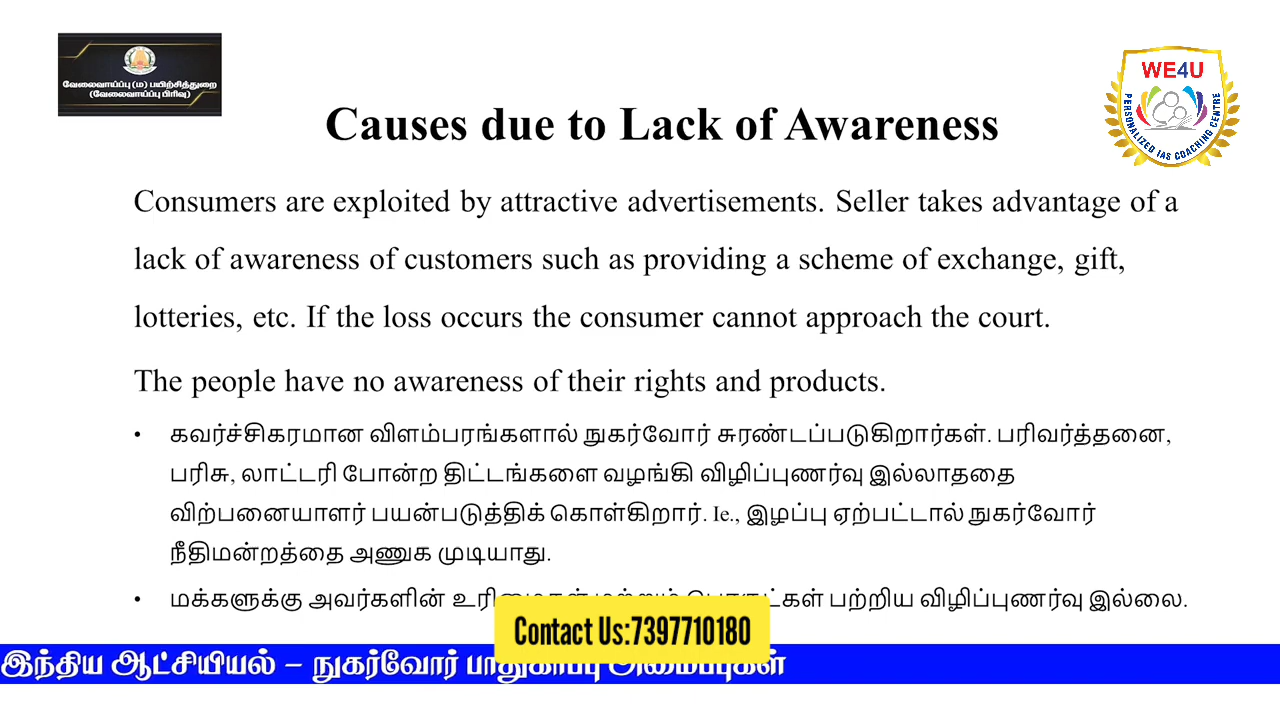 வேலைவாய்ப்பு (ம) பயிற்சித்துறை
(வேலைவாய்ப்பு பிரிவு)
WE4U
PERSONALIZED IAS COACHING CENTRE
Causes due to Lack of Awareness
Consumers are exploited by attractive advertisements. Seller takes advantage of a
lack of awareness of customers such as providing a scheme of exchange, gift,
lotteries, etc. If the loss occurs the consumer cannot approach the court.
The people have no awareness of their rights and products.
• கவர்ச்சிகரமான விளம்பரங்களால் நுகர்வோர் சுரண்டப்படுகிறார்கள். பரிவர்த்தனை,
பரிசு, லாட்டரி போன்ற திட்டங்களை வழங்கி விழிப்புணர்வு இல்லாததை
விற்பனையாளர் பயன்படுத்திக் கொள்கிறார். Ie., இழப்பு ஏற்பட்டால் நுகர்வோர்
நீதிமன்றத்தை அணுக முடியாது.
• மக்களுக்கு அவர்களின் உரிமைகள் மற்றும் பொருட்கள் பற்றிய விழிப்புணர்வு இல்லை.
Contact Us:7397710180
இந்திய ஆட்சியியல் – நுகர்வோர் பாதுகாப்பு அமைப்புகள்